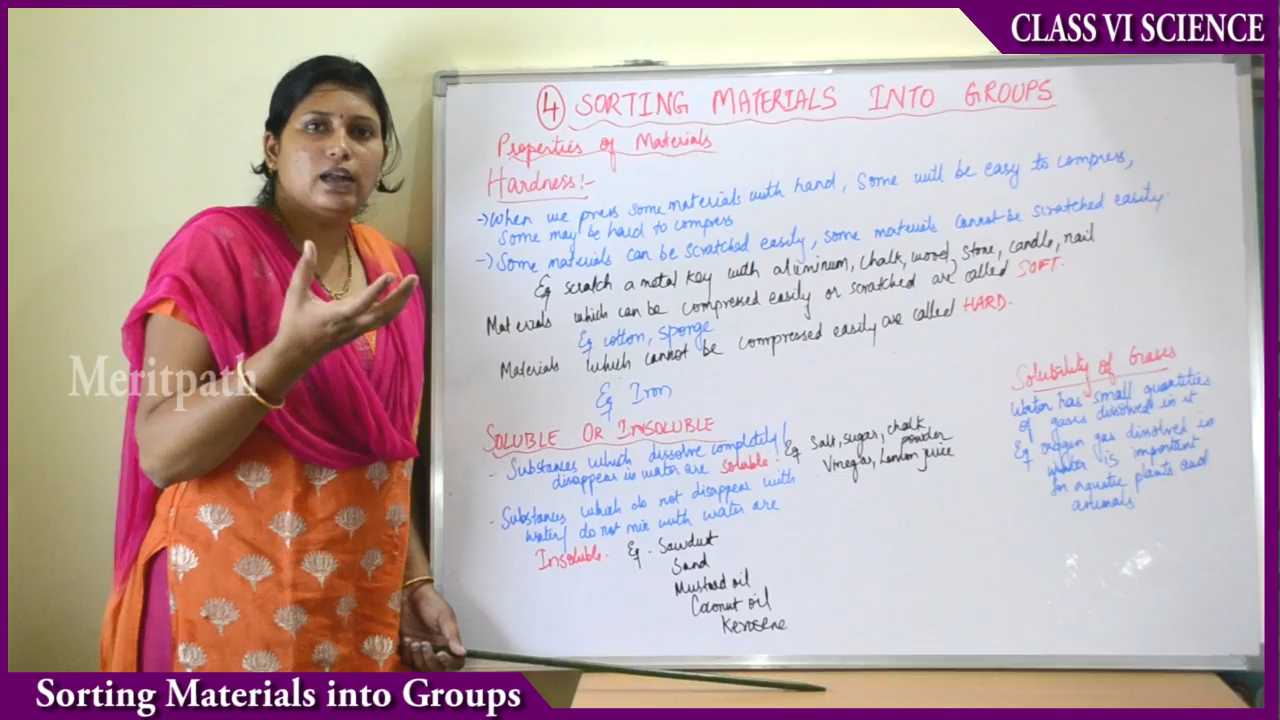 CLASS VI SCIENCE
4 SORTING MATERIALS INTO GROUPS
Properties of Materials
Hardness:-
→ When we press some materials with hand, Some will be easy to compress,
Some may be hard to compress
→ Some materials can be scratched easily, some materials cannot be scratched easily.
Eg scratch a metal key with aluminum, chalk, wood, stone, candle, nail
Materials which can be compressed easily or scratched are called SOFT.
Eg cotton, sponge
Materials which cannot be compressed easily are called HARD.
Eg Iron
SOLUBLE OR INSOLUBLE
- Substances which dissolve completely/
disappear in water are soluble.
Eg Salt, sugar, chalk
powder
Vinegar, Lemon juice
- Substances which do not disappear with
water/ do not mix with water are
Insoluble. Eg. Sawdust
Sand
Mustard oil
Coconut oil
Kerosene
Solubility of Gases
Water has small quantities
of gases dissolved in it
Eg oxygen gas dissolved in
water is important
for aquatic plants and
animals
Meritpath
Sorting Materials into Groups